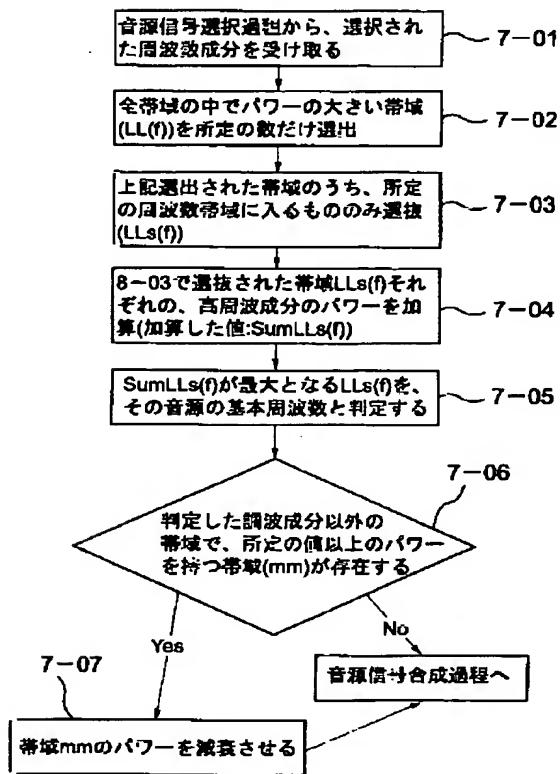 音源信号選択過程から、選択され
た周波数成分を受け取る
7-01
全帯域の中でパワーの大きい帯域
(LL(f))を所定の数だけ選出
7-02
上記選出された帯域のうち、所定
の周波数帯域に入るもののみ選抜
(LLs(f))
7-03
8-03で選抜された帯域LLs(f)それ
ぞれの、高周波成分のパワーを加
算(加算した値:SumLLs(f))
7-04
SumLLs(f)が最大となるLLs(f)を、
その音源の基本周波数と判定する
7-05
7-06
判定した調波成分以外の
帯域で、所定の値以上のパワー
を持つ帯域(mm)が存在する
Yes
No
7-07
音源信号合成過程へ
帯域mmのパワーを減衰させる